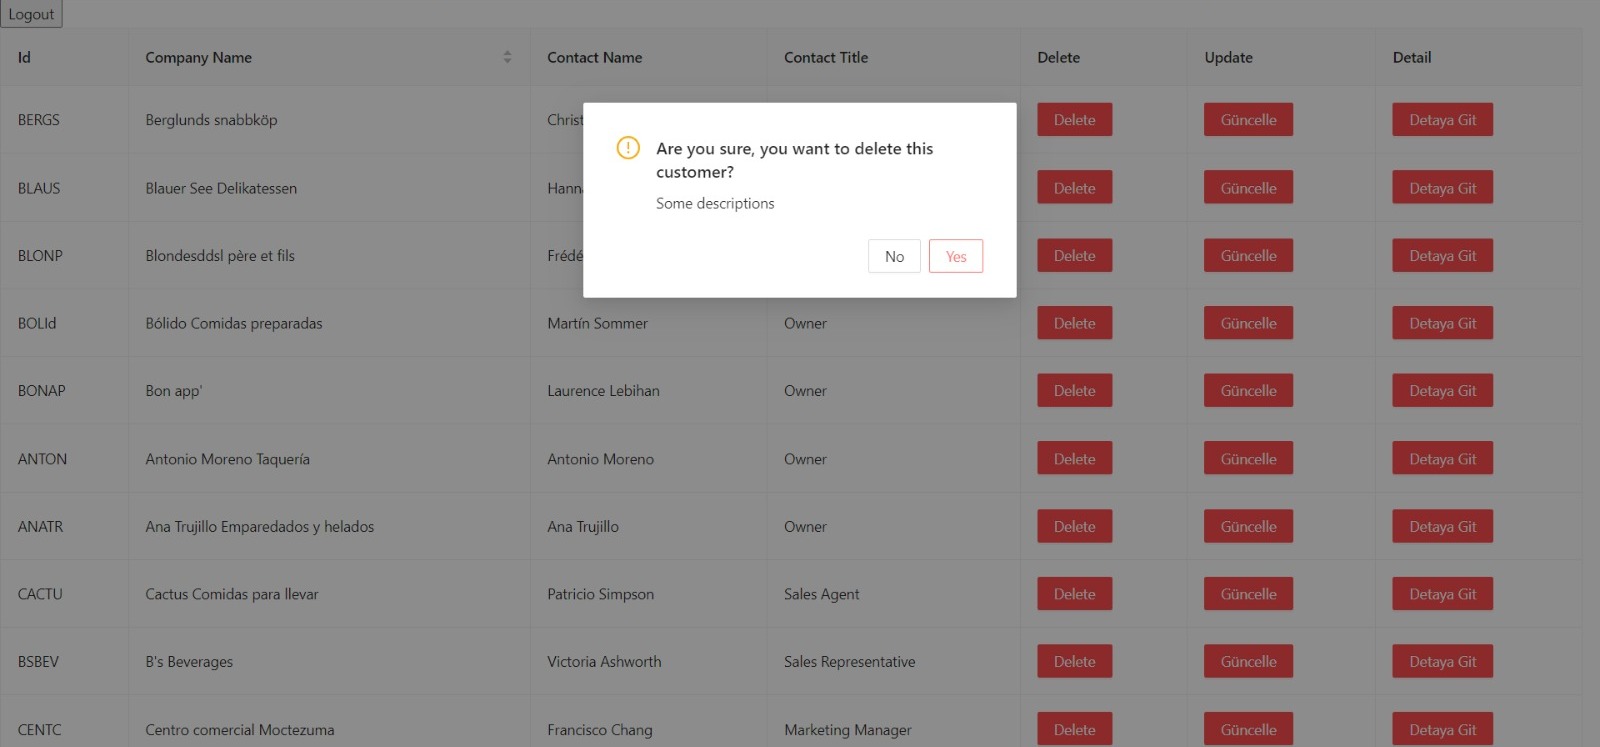 Logout
Id Company Name Contact Name Contact Title Delete Update Detail
BERGS Berglunds snabbköp Christ Delete Güncelle Detaya Git
Are you sure, you want to delete this
customer?
BLAUS Blauer See Delikatessen Hann Delete Güncelle Detaya Git
Some descriptions
BLONP Blondesddsl père et fils Frédé No Yes Delete Güncelle Detaya Git
BOLId Bólido Comidas preparadas Martín Sommer Owner Delete Güncelle Detaya Git
BONAP Bon app' Laurence Lebihan Owner Delete Güncelle Detaya Git
ANTON Antonio Moreno Taquería Antonio Moreno Owner Delete Güncelle Detaya Git
ANATR Ana Trujillo Emparedados y helados Ana Trujillo Owner Delete Güncelle Detaya Git
CACTU Cactus Comidas para llevar Patricio Simpson Sales Agent Delete Güncelle Detaya Git
BSBEV B's Beverages Victoria Ashworth Sales Representative Delete Güncelle Detaya Git
CENTC Centro comercial Moctezuma Francisco Chang Marketing Manager Delete Güncelle Detaya Git